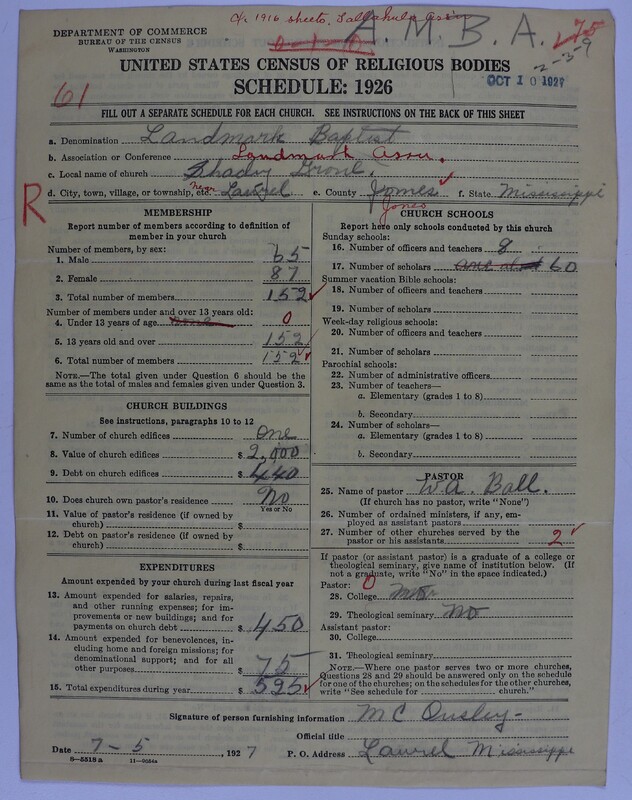 c/r 1916 sheets.
DEPARTMENT OF COMMERCE
BUREAU OF THE CENSUS
WASHINGTON
A. M. B. A.
75
2-3-9
UNITED STATES CENSUS OF RELIGIOUS BODIES
OCT 10 1927
SCHEDULE: 1926
61
FILL OUT A SEPARATE SCHEDULE FOR EACH CHURCH. SEE INSTRUCTIONS ON THE BACK OF THIS SHEET
a. Denomination Landmark Baptist
b. Association or Conference Landmark Assn.
c. Local name of church Shady Grove.
d. City, town, village, or township, etc. near Laurel e. County Jones f. State Mississippi
Jones
R
MEMBERSHIP
Report number of members according to definition of member in your church
Number of members, by sex:
1. Male 65
2. Female 87
3. Total number of members 152
Number of members under and over 13 years old:
4. Under 13 years of age none 0
5. 13 years old and over 152
6. Total number of members 152
NOTE.—The total given under Question 6 should be the same as the total of males and females given under Question 3.
CHURCH BUILDINGS
See instructions, paragraphs 10 to 12
7. Number of church edifices One
8. Value of church edifices $ 2,000
9. Debt on church edifices $ 440
10. Does church own pastor's residence No
Yes or No
11. Value of pastor's residence (if owned by church) $
12. Debt on pastor's residence (if owned by church) $
EXPENDITURES
Amount expended by your church during last fiscal year
13. Amount expended for salaries, repairs, and other running expenses; for improvements or new buildings; and for payments on church debt $ 450
14. Amount expended for benevolences, including home and foreign missions; for denominational support; and for all other purposes $ 75
15. Total expenditures during year $ 525
CHURCH SCHOOLS
Report here only schools conducted by this church
Sunday schools:
16. Number of officers and teachers 8
17. Number of scholars 60
Summer vacation Bible schools:
18. Number of officers and teachers
19. Number of scholars
Week-day religious schools:
20. Number of officers and teachers
21. Number of scholars
Parochial schools:
22. Number of administrative officers
23. Number of teachers—
a. Elementary (grades 1 to 8)
b. Secondary
24. Number of scholars—
a. Elementary (grades 1 to 8)
b. Secondary
PASTOR
25. Name of pastor W.A. Ball.
(If church has no pastor, write "None")
26. Number of ordained ministers, if any, employed as assistant pastors
27. Number of other churches served by the pastor or his assistants 2
If pastor (or assistant pastor) is a graduate of a college or theological seminary, give name of institution below. (If not a graduate, write "No" in the space indicated.)
Pastor: 0
28. College
29. Theological seminary No
Assistant pastor:
30. College
31. Theological seminary
NOTE.—Where one pastor serves two or more churches, Questions 28 and 29 should be answered only on the schedule for one of the churches; on the schedules for the other churches, write "See schedule for church."
Signature of person furnishing information M C Ousley
Official title
Date 7-5, 1927 P. O. Address Laurel Mississippi
8-5518a 11-9054a